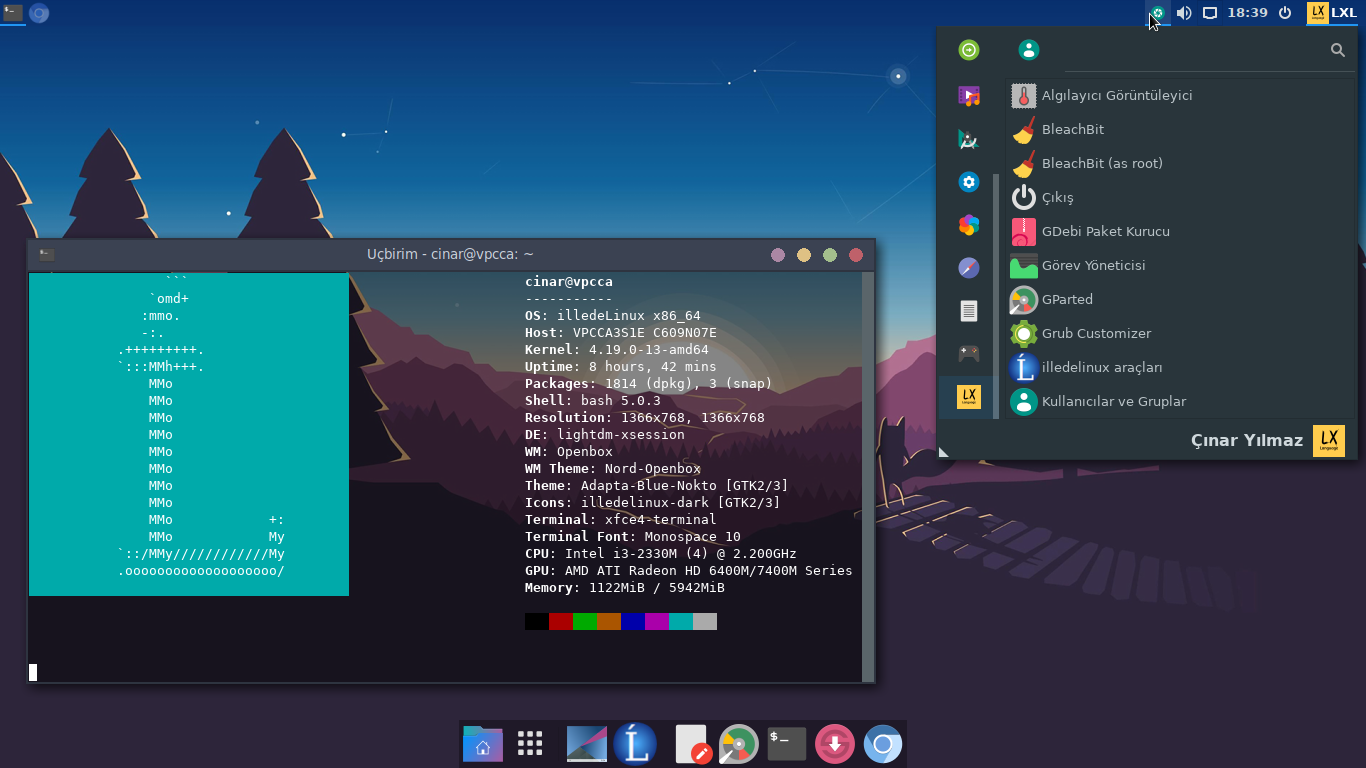 18:39
LX
LXL
Algılayıcı Görüntüleyici
BleachBit
BleachBit (as root)
Çıkış
GDebi Paket Kurucu
Görev Yöneticisi
GParted
Grub Customizer
illedelinux araçları
Kullanıcılar ve Gruplar
LX
Language
Çınar Yılmaz
LX
Language
Uçbirim - cinar@vpcca: ~
```
`omd+
:mmo.
-:.
.+++++++++.
`:::MMh+++.
MMo
MMo
MMo
MMo
MMo
MMo
MMo
MMo
MMo +:
MMo My
`::/MMy////////////My
.ooooooooooooooooooo/
cinar@vpcca
-----------
OS: illedeLinux x86_64
Host: VPCCA3S1E C609N07E
Kernel: 4.19.0-13-amd64
Uptime: 8 hours, 42 mins
Packages: 1814 (dpkg), 3 (snap)
Shell: bash 5.0.3
Resolution: 1366x768, 1366x768
DE: lightdm-xsession
WM: Openbox
WM Theme: Nord-Openbox
Theme: Adapta-Blue-Nokto [GTK2/3]
Icons: illedelinux-dark [GTK2/3]
Terminal: xfce4-terminal
Terminal Font: Monospace 10
CPU: Intel i3-2330M (4) @ 2.200GHz
GPU: AMD ATI Radeon HD 6400M/7400M Series
Memory: 1122MiB / 5942MiB
Ĺ
$_